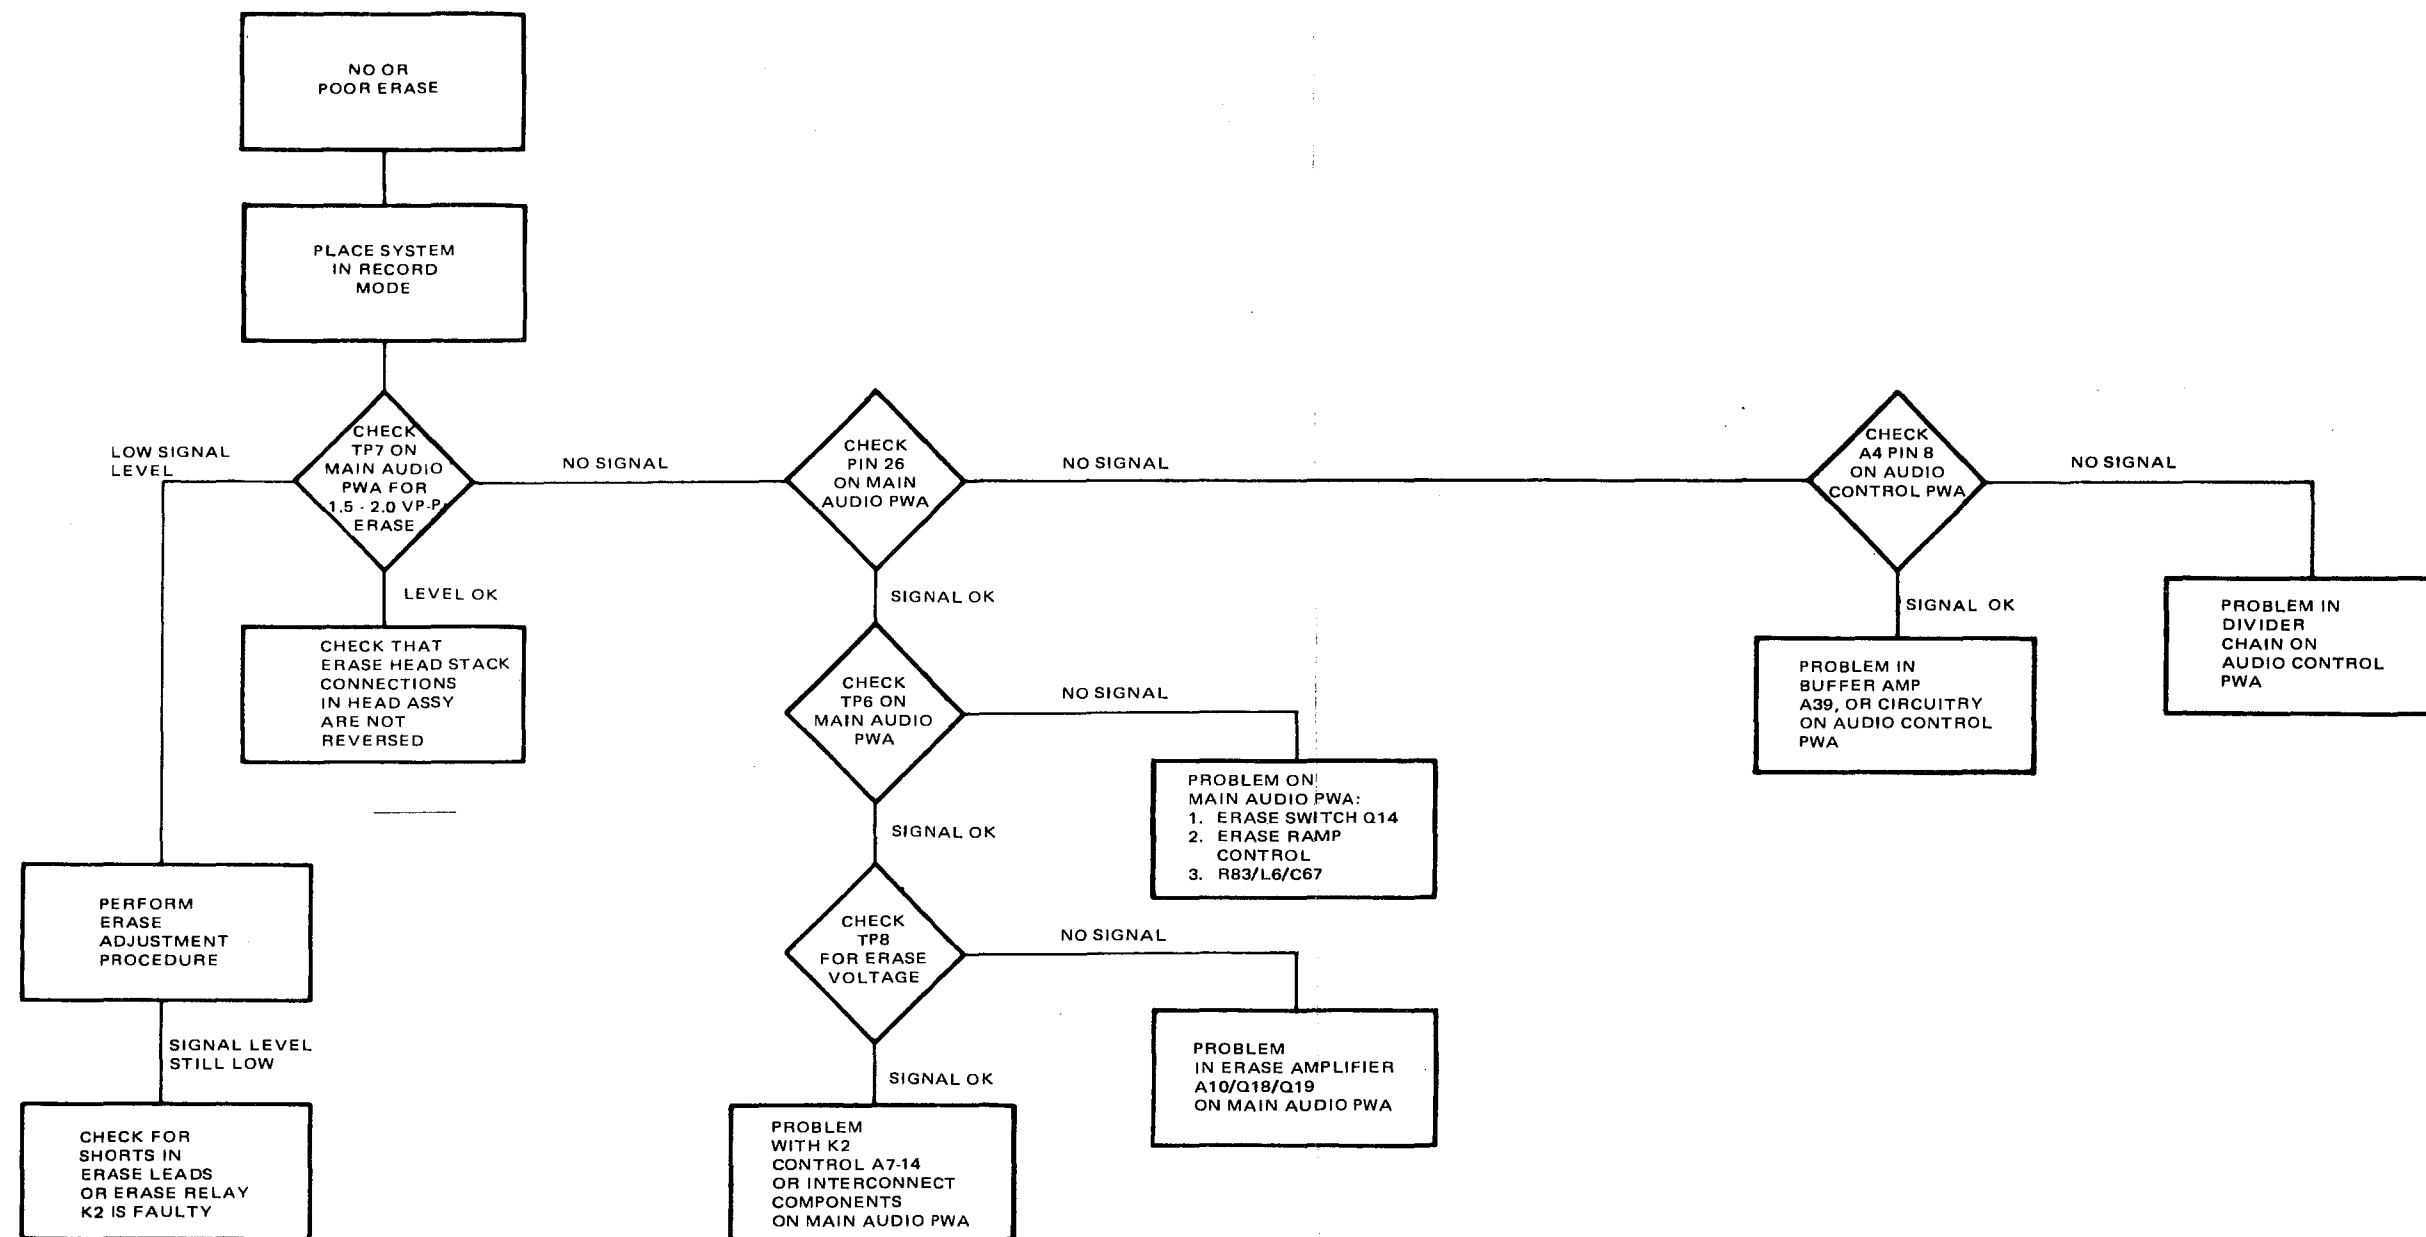 NO OR
POOR ERASE
PLACE SYSTEM
IN RECORD
MODE
CHECK
TP7 ON
MAIN AUDIO
PWA FOR
1.5 - 2.0 VP-P
ERASE
LOW SIGNAL
LEVEL
NO SIGNAL
LEVEL OK
CHECK THAT
ERASE HEAD STACK
CONNECTIONS
IN HEAD ASSY
ARE NOT
REVERSED
PERFORM
ERASE
ADJUSTMENT
PROCEDURE
SIGNAL LEVEL
STILL LOW
CHECK FOR
SHORTS IN
ERASE LEADS
OR ERASE RELAY
K2 IS FAULTY
CHECK
PIN 26
ON MAIN
AUDIO PWA
NO SIGNAL
SIGNAL OK
CHECK
TP6 ON
MAIN AUDIO
PWA
NO SIGNAL
PROBLEM ON
MAIN AUDIO PWA:
1. ERASE SWITCH Q14
2. ERASE RAMP
CONTROL
3. R83/L6/C67
SIGNAL OK
CHECK
TP8
FOR ERASE
VOLTAGE
NO SIGNAL
PROBLEM
IN ERASE AMPLIFIER
A10/Q18/Q19
ON MAIN AUDIO PWA
SIGNAL OK
PROBLEM
WITH K2
CONTROL A7-14
OR INTERCONNECT
COMPONENTS
ON MAIN AUDIO PWA
CHECK
A4 PIN 8
ON AUDIO
CONTROL PWA
NO SIGNAL
SIGNAL OK
PROBLEM IN
BUFFER AMP
A39, OR CIRCUITRY
ON AUDIO CONTROL
PWA
PROBLEM IN
DIVIDER
CHAIN ON
AUDIO CONTROL
PWA